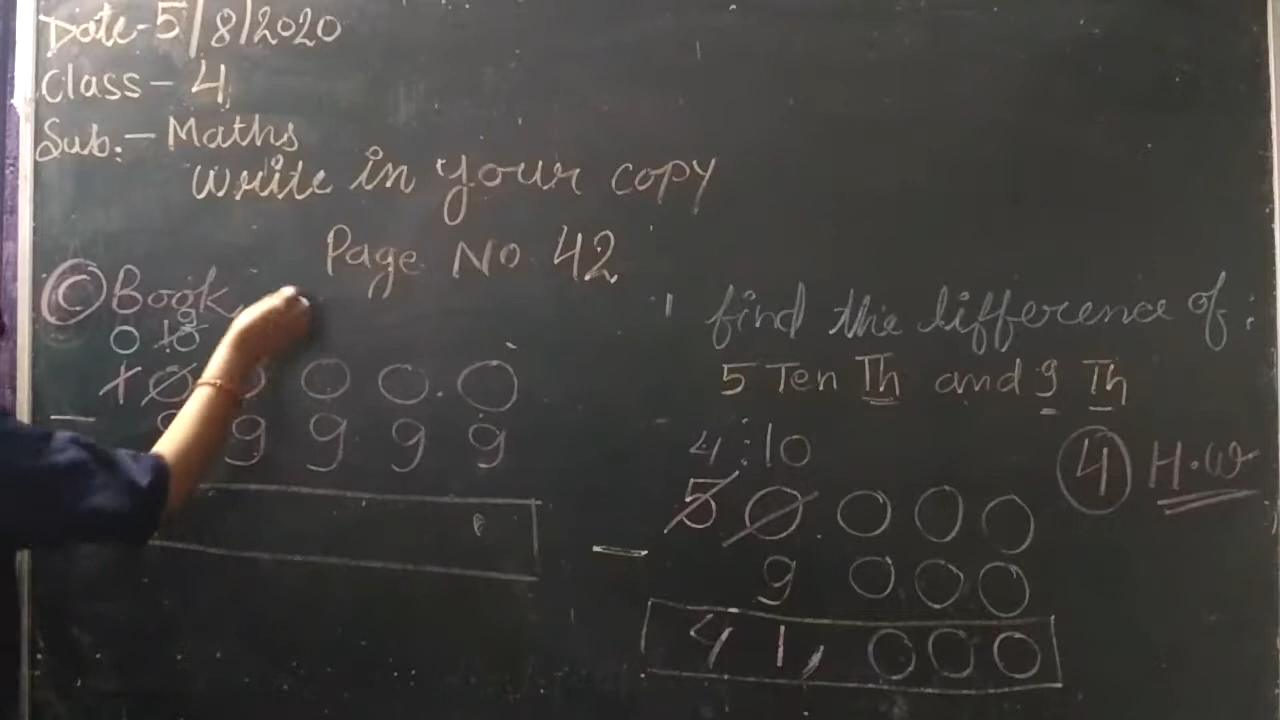 Date-5/8/2020
Class-4
Sub:-Maths
Write in your copy
Page No 42
(C) Book
9
0 10
1 0 0 0 0 0
- 9 9 9 9
find the difference of:
5 Ten Th and 9 Th
4 10
5 0 0 0 0
- 9 0 0 0
4 1, 0 0 0
(4) H.W